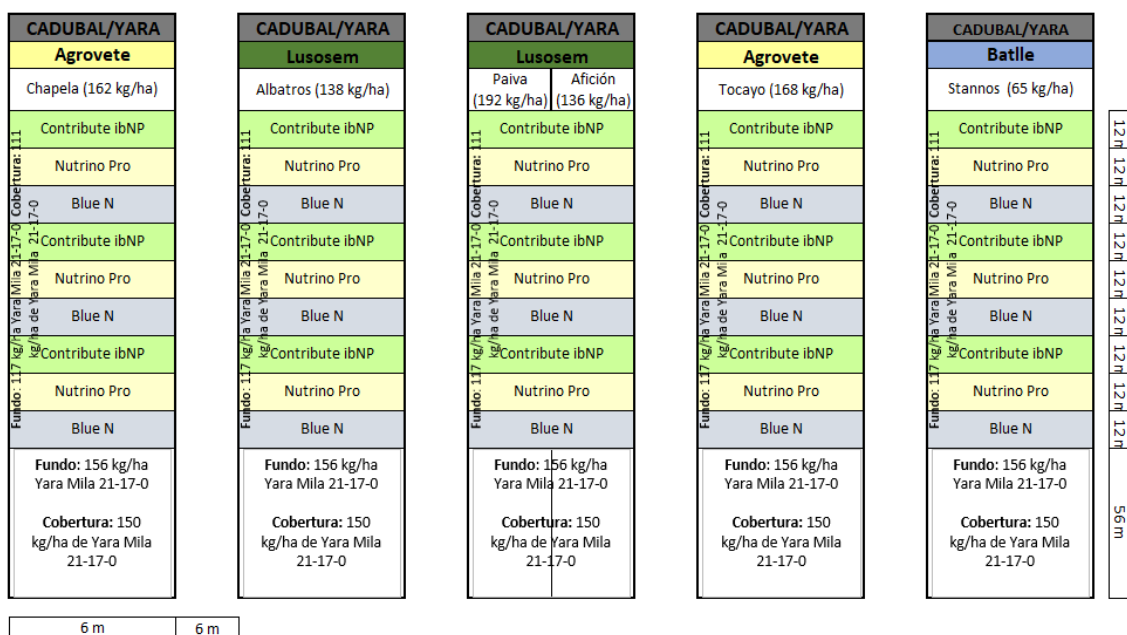 CADUBAL/YARA
Agrovete
Chapela (162 kg/ha)
Contribute ibNP
Nutrino Pro
Blue N
Contribute ibNP
Nutrino Pro
Blue N
Contribute ibNP
Nutrino Pro
Blue N
Fundo: 117 kg/ha Yara Mila 21-17-0 Cobertura: 111
kg/ha de Yara Mila 21-17-0
Fundo: 156 kg/ha
Yara Mila 21-17-0
Cobertura: 150
kg/ha de Yara Mila
21-17-0
CADUBAL/YARA
Lusosem
Albatros (138 kg/ha)
Contribute ibNP
Nutrino Pro
Blue N
Contribute ibNP
Nutrino Pro
Blue N
Contribute ibNP
Nutrino Pro
Blue N
Fundo: 117 kg/ha Yara Mila 21-17-0 Cobertura: 111
kg/ha de Yara Mila 21-17-0
Fundo: 156 kg/ha
Yara Mila 21-17-0
Cobertura: 150
kg/ha de Yara Mila
21-17-0
CADUBAL/YARA
Lusosem
Paiva
(192 kg/ha)
Afición
(136 kg/ha)
Contribute ibNP
Nutrino Pro
Blue N
Contribute ibNP
Nutrino Pro
Blue N
Contribute ibNP
Nutrino Pro
Blue N
Fundo: 117 kg/ha Yara Mila 21-17-0 Cobertura: 111
kg/ha de Yara Mila 21-17-0
Fundo: 156 kg/ha
Yara Mila 21-17-0
Cobertura: 150
kg/ha de Yara Mila
21-17-0
CADUBAL/YARA
Agrovete
Tocayo (168 kg/ha)
Contribute ibNP
Nutrino Pro
Blue N
Contribute ibNP
Nutrino Pro
Blue N
Contribute ibNP
Nutrino Pro
Blue N
Fundo: 117 kg/ha Yara Mila 21-17-0 Cobertura: 111
kg/ha de Yara Mila 21-17-0
Fundo: 156 kg/ha
Yara Mila 21-17-0
Cobertura: 150
kg/ha de Yara Mila
21-17-0
CADUBAL/YARA
Batlle
Stannos (65 kg/ha)
Contribute ibNP
Nutrino Pro
Blue N
Contribute ibNP
Nutrino Pro
Blue N
Contribute ibNP
Nutrino Pro
Blue N
Fundo: 117 kg/ha Yara Mila 21-17-0 Cobertura: 111
kg/ha de Yara Mila 21-17-0
Fundo: 156 kg/ha
Yara Mila 21-17-0
Cobertura: 150
kg/ha de Yara Mila
21-17-0
12 m
12 m
12 m
12 m
12 m
12 m
12 m
12 m
12 m
56 m
6 m
6 m